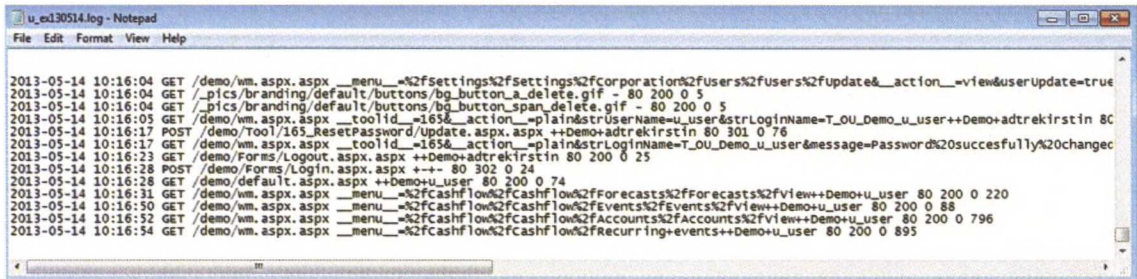 u_ex130514.log - Notepad
File Edit Format View Help
2013-05-14 10:16:04 GET /demo/wm.aspx.aspx __menu__=%2fSettings%2fSettings%2fCorporation%2fUsers%2fUsers%2fUpdate&__action__=view&userUpdate=true
2013-05-14 10:16:04 GET /_pics/branding/default/buttons/bg_button_a_delete.gif - 80 200 0 5
2013-05-14 10:16:04 GET /_pics/branding/default/buttons/bg_button_span_delete.gif - 80 200 0 5
2013-05-14 10:16:05 GET /demo/wm.aspx.aspx __toolid__=165&__action__=plain&strUserName=u_user&strLoginName=T_OU_Demo_u_user++Demo+adtrekirstin 80
2013-05-14 10:16:17 POST /demo/Tool/165_ResetPassword/Update.aspx.aspx ++Demo+adtrekirstin 80 301 0 76
2013-05-14 10:16:17 GET /demo/wm.aspx.aspx __toolid__=165&__action__=plain&strLoginName=T_OU_Demo_u_user&message=Password%20succesfully%20changed
2013-05-14 10:16:23 GET /demo/Forms/Logout.aspx.aspx ++Demo+adtrekirstin 80 200 0 25
2013-05-14 10:16:28 POST /demo/Forms/Login.aspx.aspx +-+- 80 302 0 24
2013-05-14 10:16:28 GET /demo/default.aspx.aspx ++Demo+u_user 80 200 0 74
2013-05-14 10:16:31 GET /demo/wm.aspx.aspx __menu__=%2fCashflow%2fCashflow%2fForecasts%2fForecasts%2fView++Demo+u_user 80 200 0 220
2013-05-14 10:16:50 GET /demo/wm.aspx.aspx __menu__=%2fCashflow%2fCashflow%2fEvents%2fEvents%2fView++Demo+u_user 80 200 0 88
2013-05-14 10:16:52 GET /demo/wm.aspx.aspx __menu__=%2fCashflow%2fCashflow%2fAccounts%2fAccounts%2fView++Demo+u_user 80 200 0 796
2013-05-14 10:16:54 GET /demo/wm.aspx.aspx __menu__=%2fCashflow%2fCashflow%2fRecurring+events++Demo+u_user 80 200 0 895